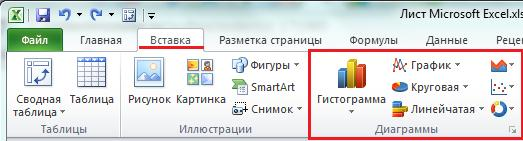 Лист Microsoft Excel.xls
Файл Главная Вставка Разметка страницы Формулы Данные Рецен
Сводная таблица
Таблица
Таблицы
Рисунок
Картинка
Фигуры
SmartArt
Снимок
Иллюстрации
Гистограмма
График
Круговая
Линейчатая
Диаграммы